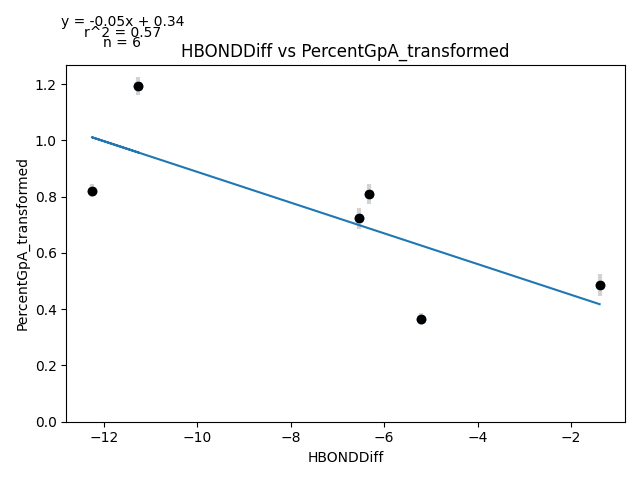 y = -0.05x + 0.34
r^2 = 0.57
n = 6
HBONDDiff vs PercentGpA_transformed
PercentGpA_transformed
1.2
1.0
0.8
0.6
0.4
0.2
0.0
−12
−10
−8
−6
−4
−2
HBONDDiff